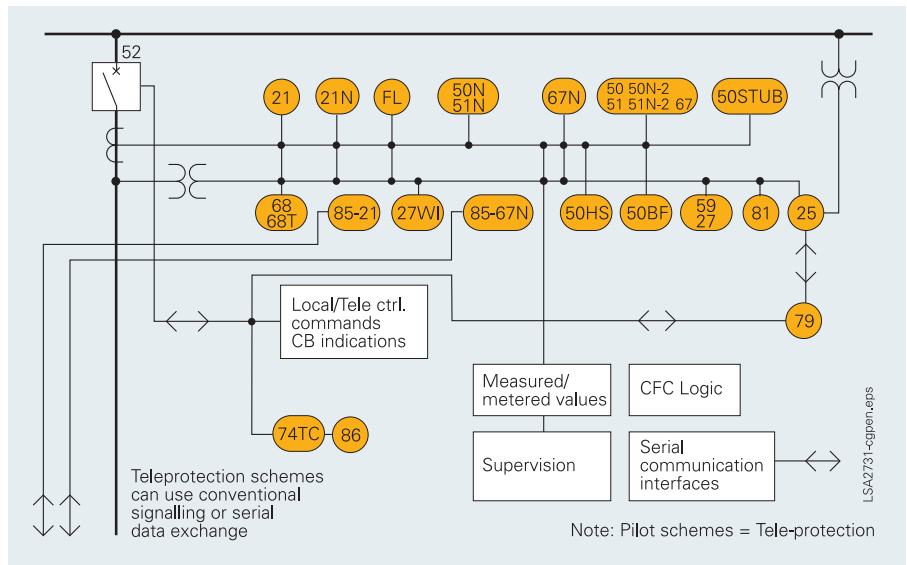 52
21
21N
FL
50N
51N
67N
50 50N-2
51 51N-2 67
50STUB
68
68T
85-21
27WI
85-67N
50HS
50BF
59
27
81
25
79
Local/Tele ctrl.
commands
CB indications
Measured/
metered values
CFC Logic
74TC
86
Supervision
Serial
communication
interfaces
Teleprotection schemes
can use conventional
signalling or serial
data exchange
Note: Pilot schemes = Tele-protection
LSA2731-cgpen.eps